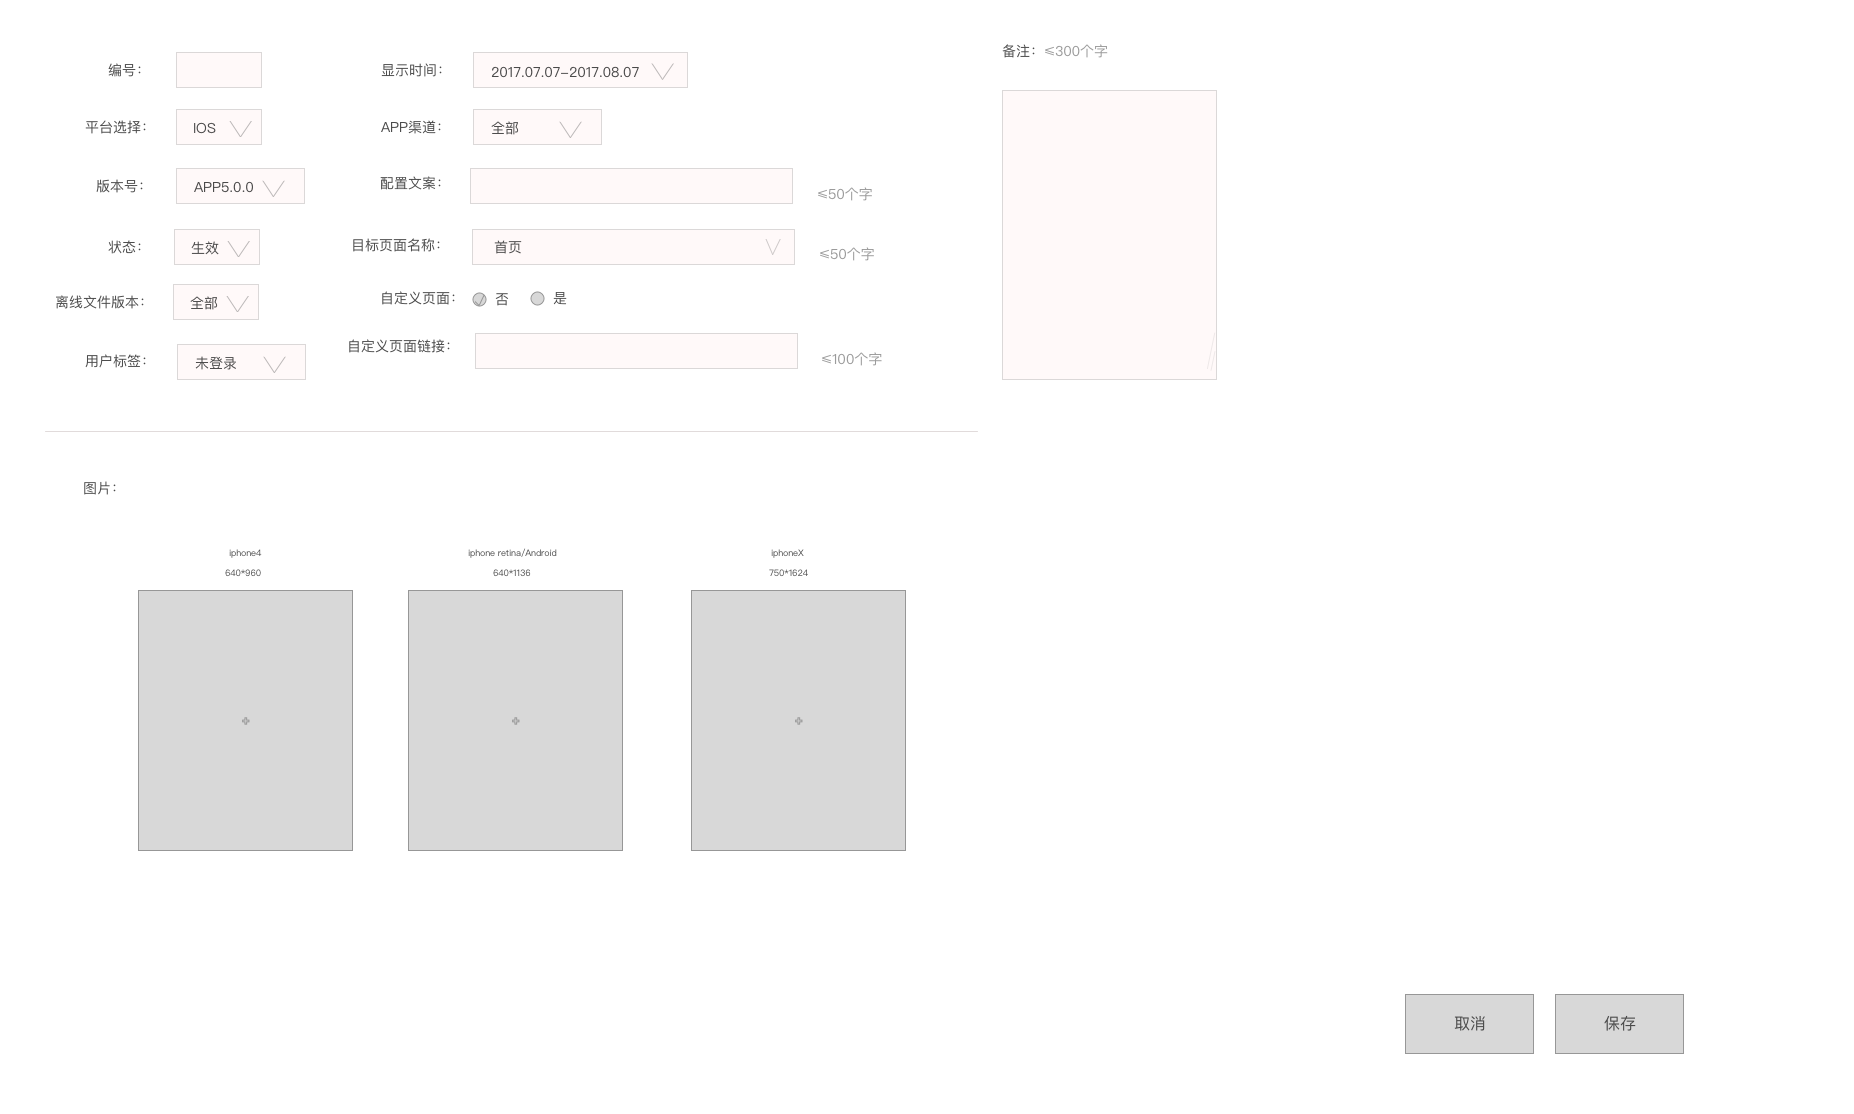 编号：
平台选择：
IOS
版本号：
APP5.0.0
状态：
生效
离线文件版本：
全部
用户标签：
未登录
显示时间：
2017.07.07-2017.08.07
APP渠道：
全部
配置文案：
≤50个字
目标页面名称：
首页
≤50个字
自定义页面：
否
是
自定义页面链接：
≤100个字
备注：≤300个字
图片：
iphone4
640*960
iphone retina/Android
640*1136
iphoneX
750*1624
取消
保存